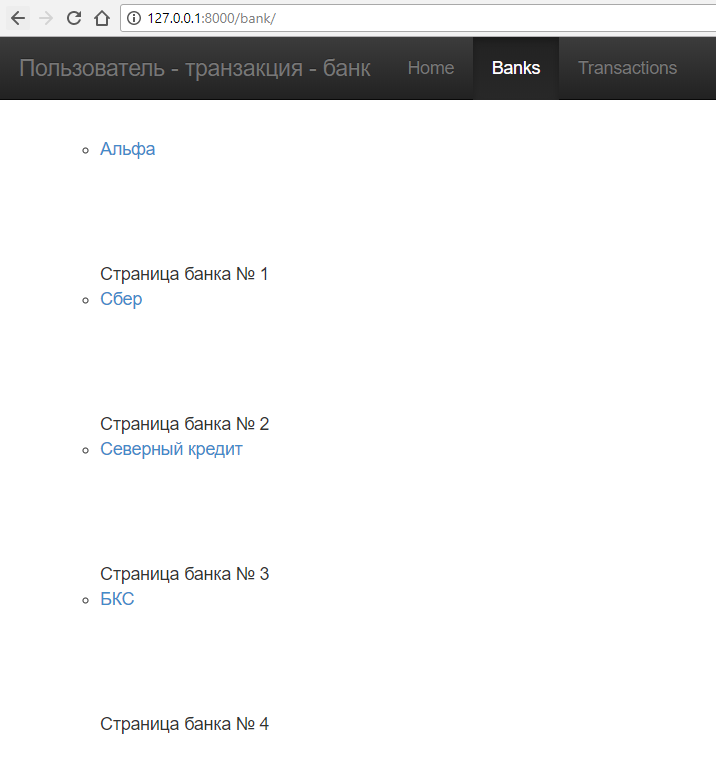 127.0.0.1:8000/bank/
Пользователь - транзакция - банк Home Banks Transactions
Альфа
Страница банка № 1
Сбер
Страница банка № 2
Северный кредит
Страница банка № 3
БКС
Страница банка № 4